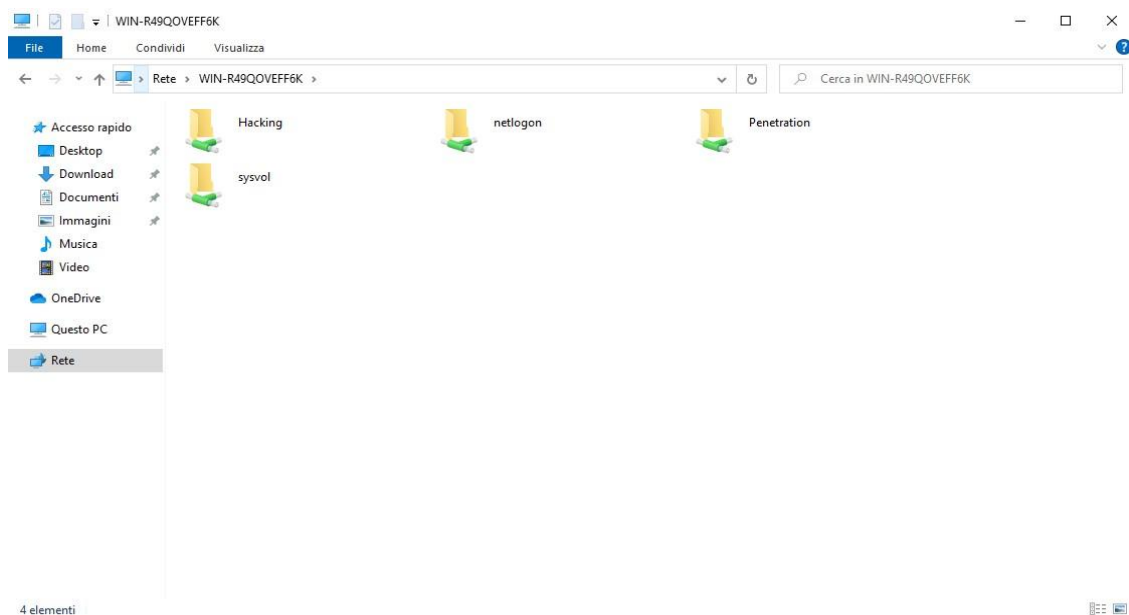 WIN-R49QOVEFF6K
File Home Condividi Visualizza
Rete > WIN-R49QOVEFF6K >
Cerca in WIN-R49QOVEFF6K
Accesso rapido
Desktop
Download
Documenti
Immagini
Musica
Video
OneDrive
Questo PC
Rete
Hacking netlogon Penetration
sysvol
4 elementi